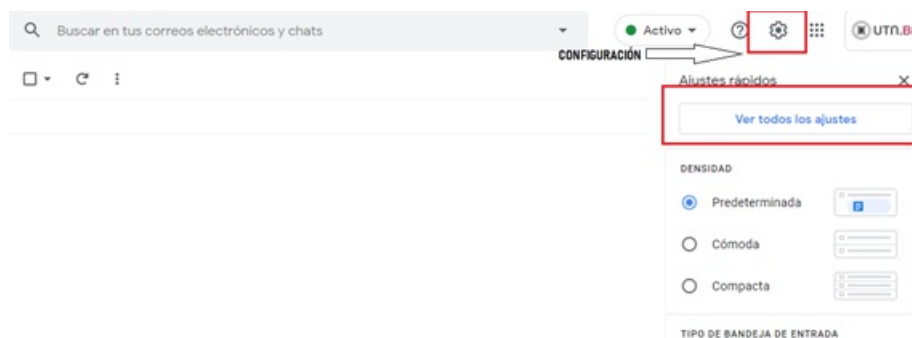 Buscar en tus correos electrónicos y chats
Activo
UTN.B
CONFIGURACIÓN
Ajustes rápidos
Ver todos los ajustes
DENSIDAD
Predeterminada
Cómoda
Compacta
TIPO DE BANDEJA DE ENTRADA